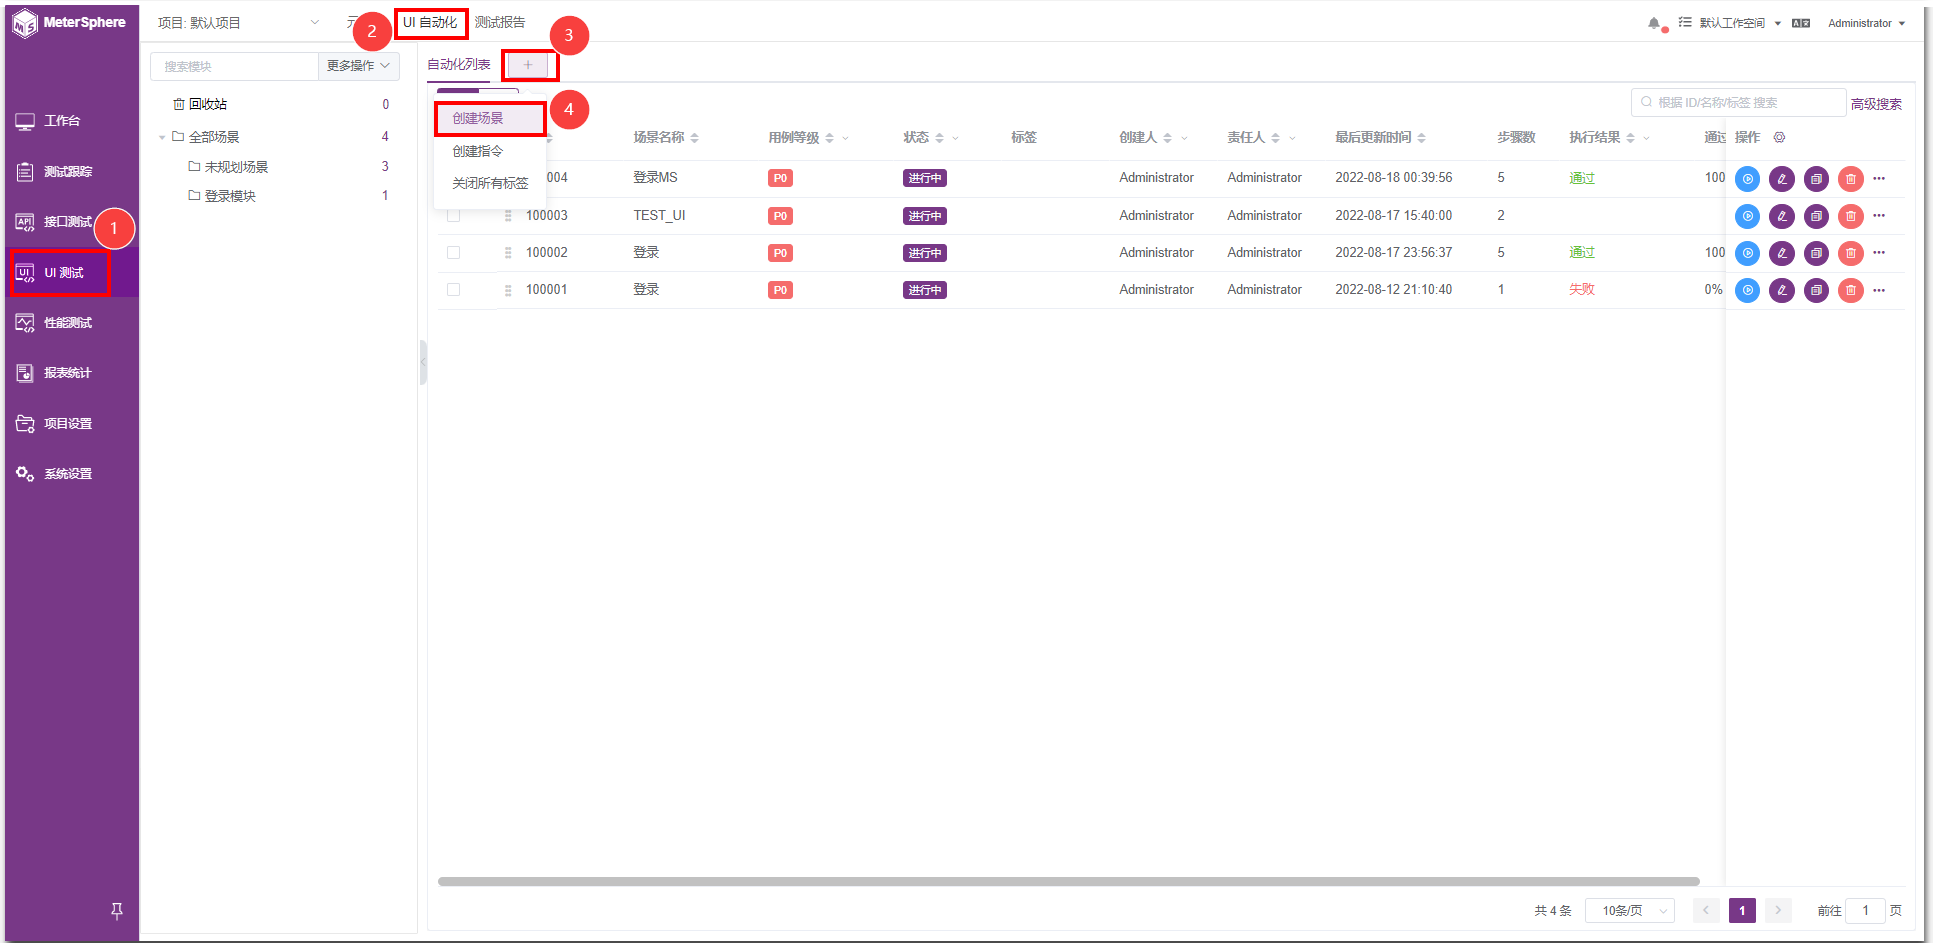 MeterSphere
项目: 默认项目
元
2
UI 自动化
测试报告
默认工作空间
Administrator
工作台
测试跟踪
接口测试
1
UI 测试
性能测试
报表统计
项目设置
系统设置
搜索模块
更多操作
回收站 0
全部场景 4
未规划场景 3
登录模块 1
自动化列表
+
3
创建场景
4
创建指令
关闭所有标签
根据 ID/名称/标签 搜索
高级搜索
场景名称 用例等级 状态 标签 创建人 责任人 最后更新时间 步骤数 执行结果 通过 操作
004 登录MS P0 进行中 Administrator Administrator 2022-08-18 00:39:56 5 通过 100
100003 TEST_UI P0 进行中 Administrator Administrator 2022-08-17 15:40:00 2
100002 登录 P0 进行中 Administrator Administrator 2022-08-17 23:56:37 5 通过 100
100001 登录 P0 进行中 Administrator Administrator 2022-08-12 21:10:40 1 失败 0%
共 4 条 10条/页 1 前往 1 页